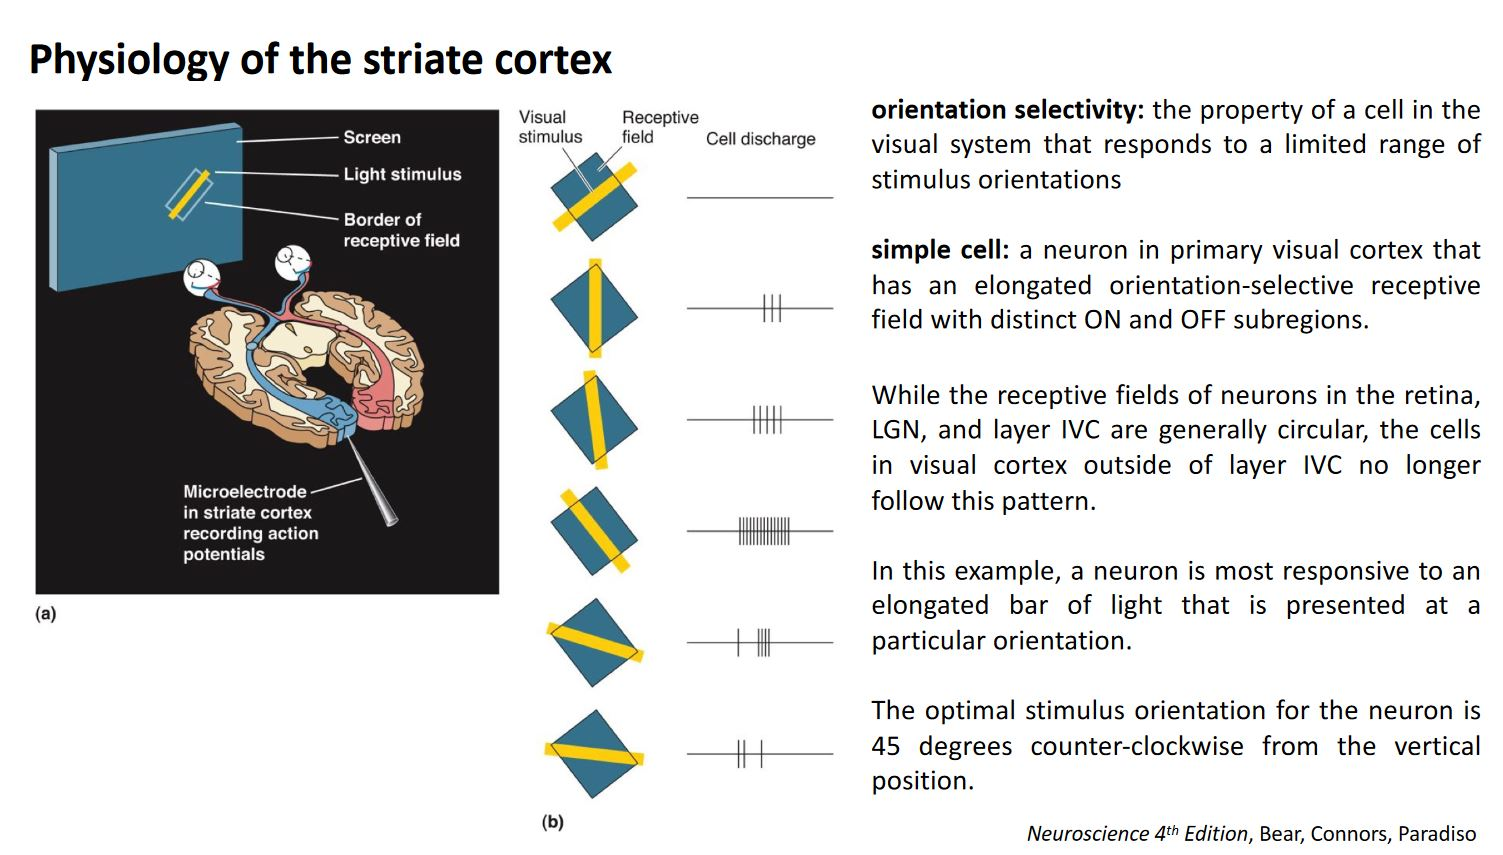 Physiology of the striate cortex
Screen
Light stimulus
Border of
receptive field
Microelectrode
in striate cortex
recording action
potentials
(a)
Visual
stimulus
Receptive
field
Cell discharge
(b)
orientation selectivity: the property of a cell in the
visual system that responds to a limited range of
stimulus orientations
simple cell: a neuron in primary visual cortex that
has an elongated orientation-selective receptive
field with distinct ON and OFF subregions.
While the receptive fields of neurons in the retina,
LGN, and layer IVC are generally circular, the cells
in visual cortex outside of layer IVC no longer
follow this pattern.
In this example, a neuron is most responsive to an
elongated bar of light that is presented at a
particular orientation.
The optimal stimulus orientation for the neuron is
45 degrees counter-clockwise from the vertical
position.
Neuroscience 4th Edition, Bear, Connors, Paradiso